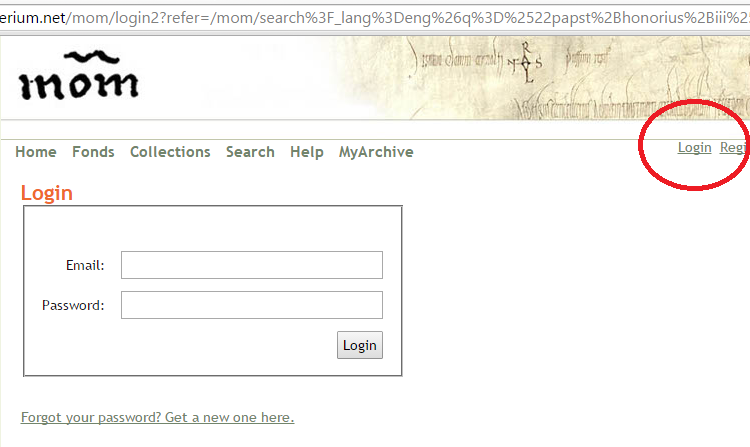 erium.net/mom/login2?refer=/mom/search%3F_lang%3Deng%26q%3D%2522papst%2Bhonorius%2Biii%25
mom
Login Regi
Home Fonds Collections Search Help MyArchive
Login
Email:
Password:
Login
Forgot your password? Get a new one here.